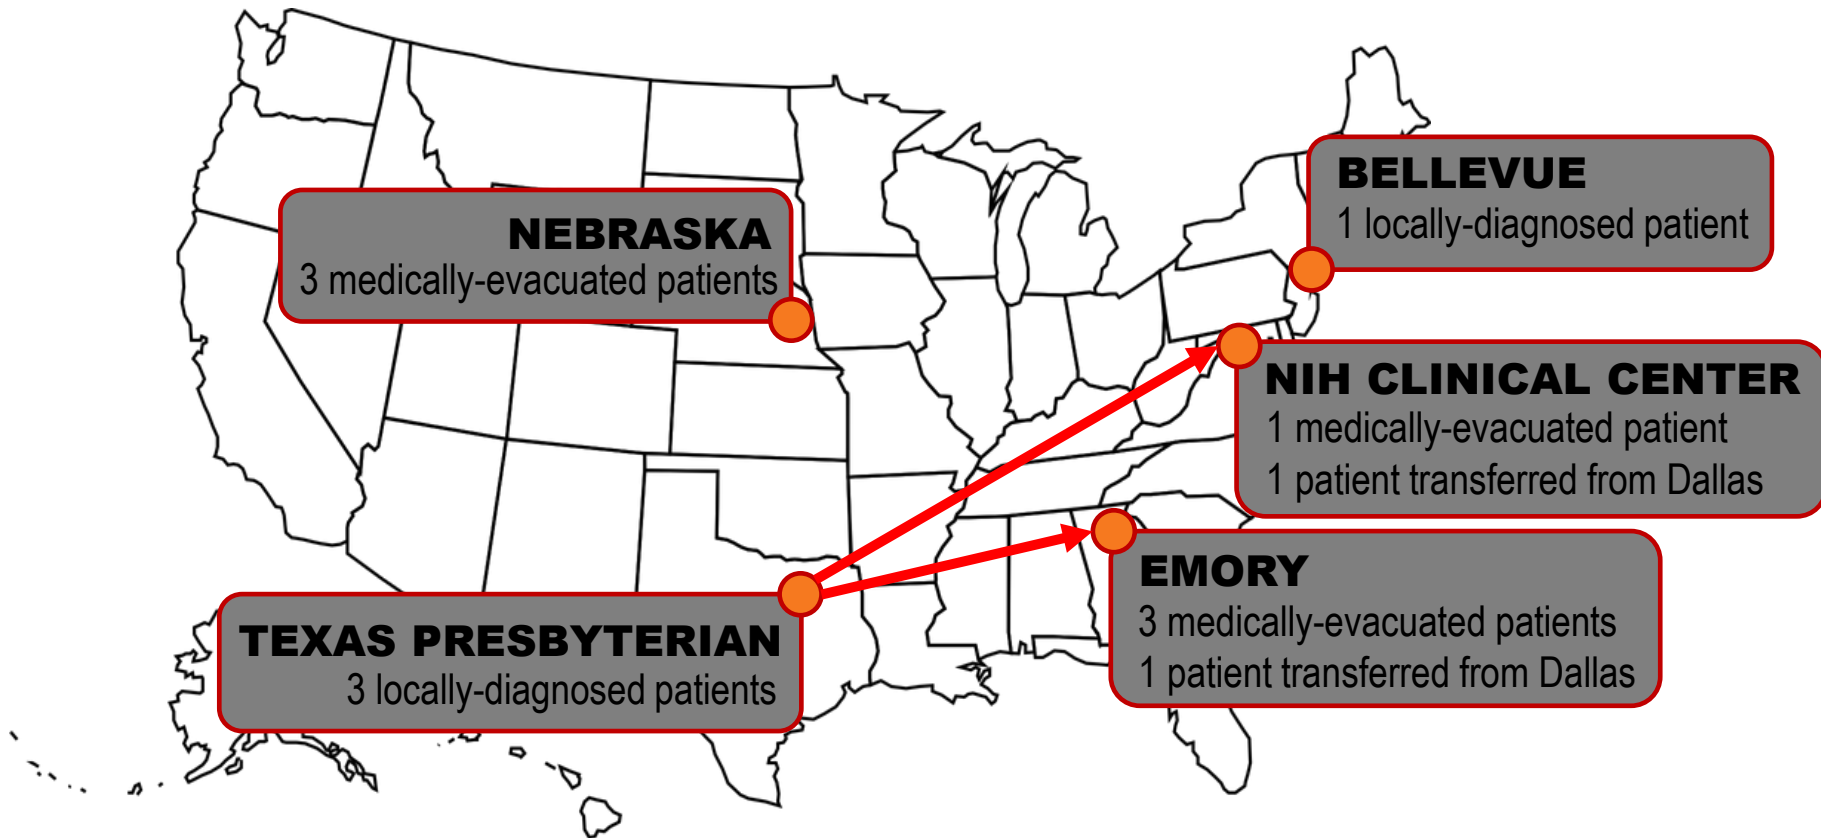 BELLEVUE
1 locally-diagnosed patient
NEBRASKA
3 medically-evacuated patients
NIH CLINICAL CENTER
1 medically-evacuated patient
1 patient transferred from Dallas
EMORY
3 medically-evacuated patients
1 patient transferred from Dallas
TEXAS PRESBYTERIAN
3 locally-diagnosed patients